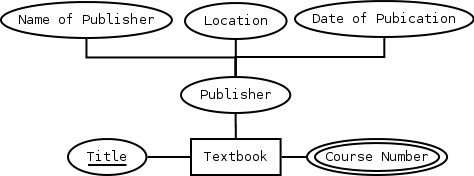 Name of Publisher
Location
Date of Pubication
Publisher
Title
Textbook
Course Number